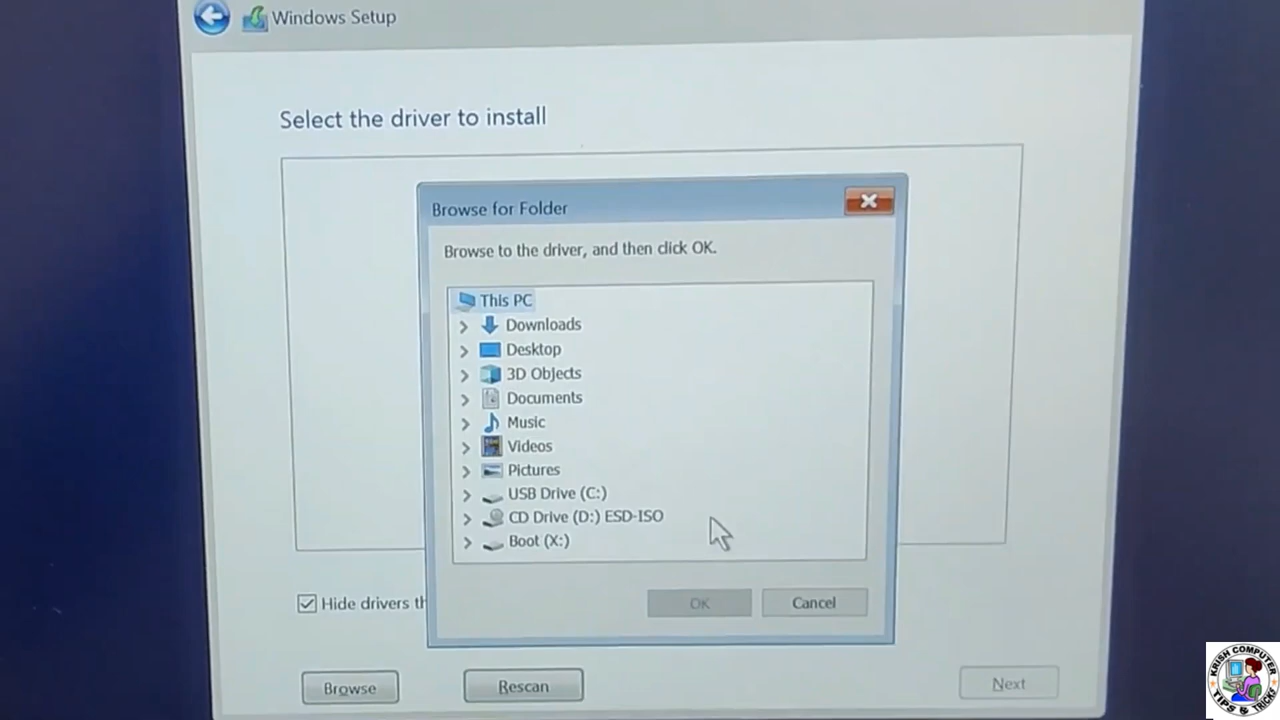 Windows Setup
Select the driver to install
Browse for Folder
Browse to the driver, and then click OK.
This PC
Downloads
Desktop
3D Objects
Documents
Music
Videos
Pictures
USB Drive (C:)
CD Drive (D:) ESD-ISO
Boot (X:)
Hide drivers th
OK
Cancel
Browse
Rescan
Next
KRISH COMPUTER
TIPS & TRICKS